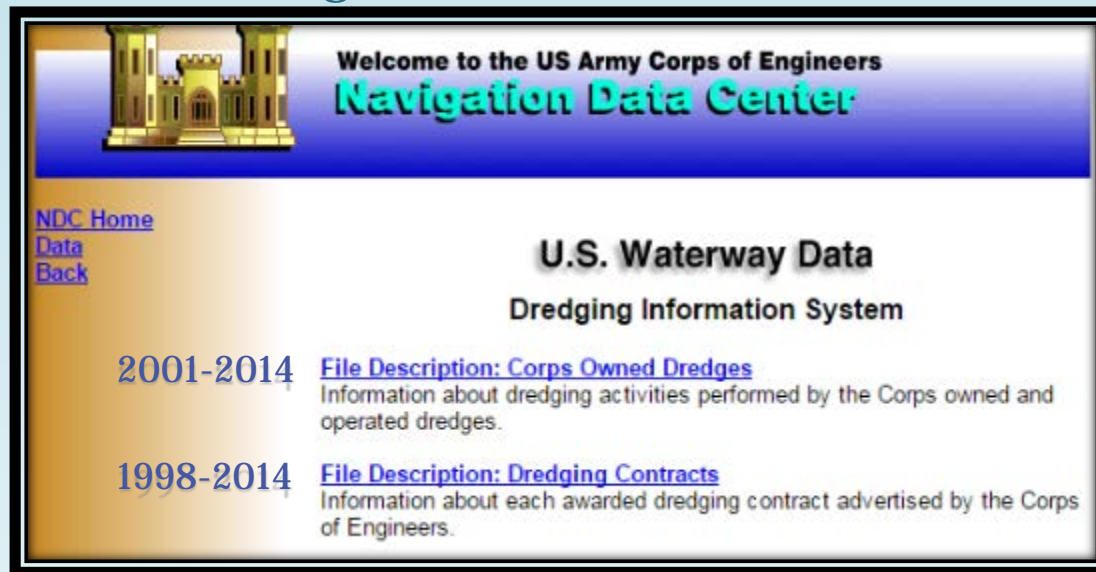 Welcome to the US Army Corps of Engineers
Navigation Data Center
NDC Home
Data
Back
U.S. Waterway Data
Dredging Information System
2001-2014
File Description: Corps Owned Dredges
Information about dredging activities performed by the Corps owned and
operated dredges.
1998-2014
File Description: Dredging Contracts
Information about each awarded dredging contract advertised by the Corps
of Engineers.